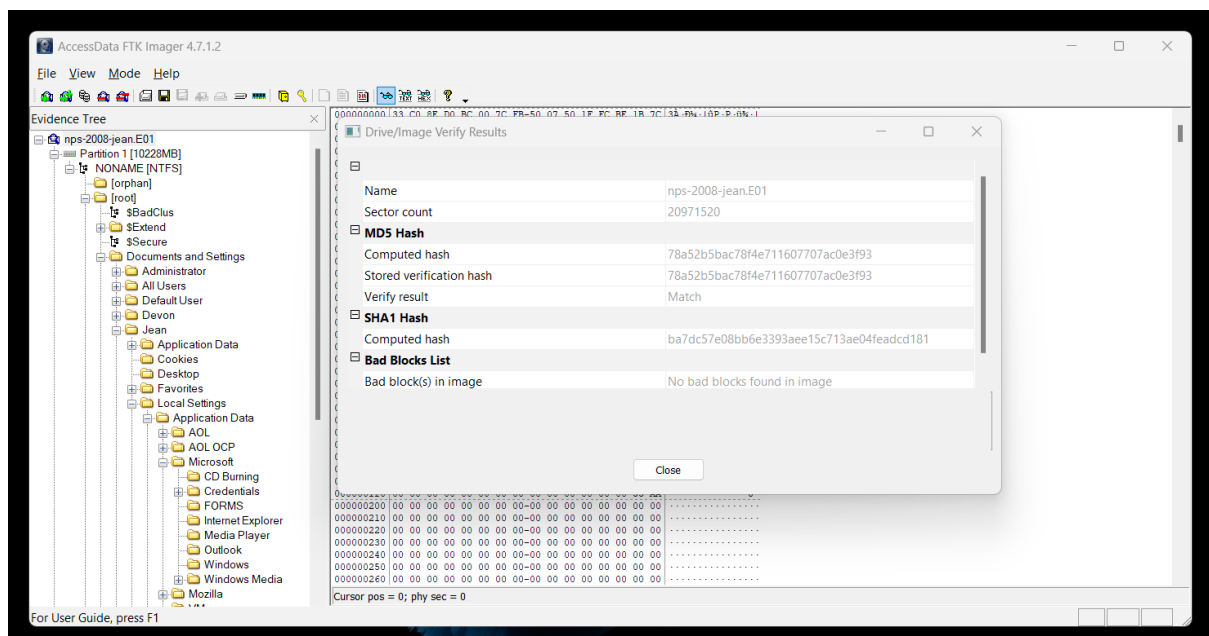 AccessData FTK Imager 4.7.1.2
File View Mode Help
Evidence Tree
nps-2008-jean.E01
Partition 1 [10228MB]
NONAME [NTFS]
[orphan]
[root]
$BadClus
$Extend
$Secure
Documents and Settings
Administrator
All Users
Default User
Devon
Jean
Application Data
Cookies
Desktop
Favorites
Local Settings
Application Data
AOL
AOL OCP
Microsoft
CD Burning
Credentials
FORMS
Internet Explorer
Media Player
Outlook
Windows
Windows Media
Mozilla
Drive/Image Verify Results
Name nps-2008-jean.E01
Sector count 20971520
MD5 Hash
Computed hash 78a52b5bac78f4e711607707ac0e3f93
Stored verification hash 78a52b5bac78f4e711607707ac0e3f93
Verify result Match
SHA1 Hash
Computed hash ba7dc57e08bb6e3393aee15c713ae04feadcd181
Bad Blocks List
Bad block(s) in image No bad blocks found in image
Close
000000200 00 00 00 00 00 00 00 00-00 00 00 00 00 00 00 00 ................
000000210 00 00 00 00 00 00 00 00-00 00 00 00 00 00 00 00 ................
000000220 00 00 00 00 00 00 00 00-00 00 00 00 00 00 00 00 ................
000000230 00 00 00 00 00 00 00 00-00 00 00 00 00 00 00 00 ................
000000240 00 00 00 00 00 00 00 00-00 00 00 00 00 00 00 00 ................
000000250 00 00 00 00 00 00 00 00-00 00 00 00 00 00 00 00 ................
000000260 00 00 00 00 00 00 00 00-00 00 00 00 00 00 00 00 ................
Cursor pos = 0; phy sec = 0
For User Guide, press F1